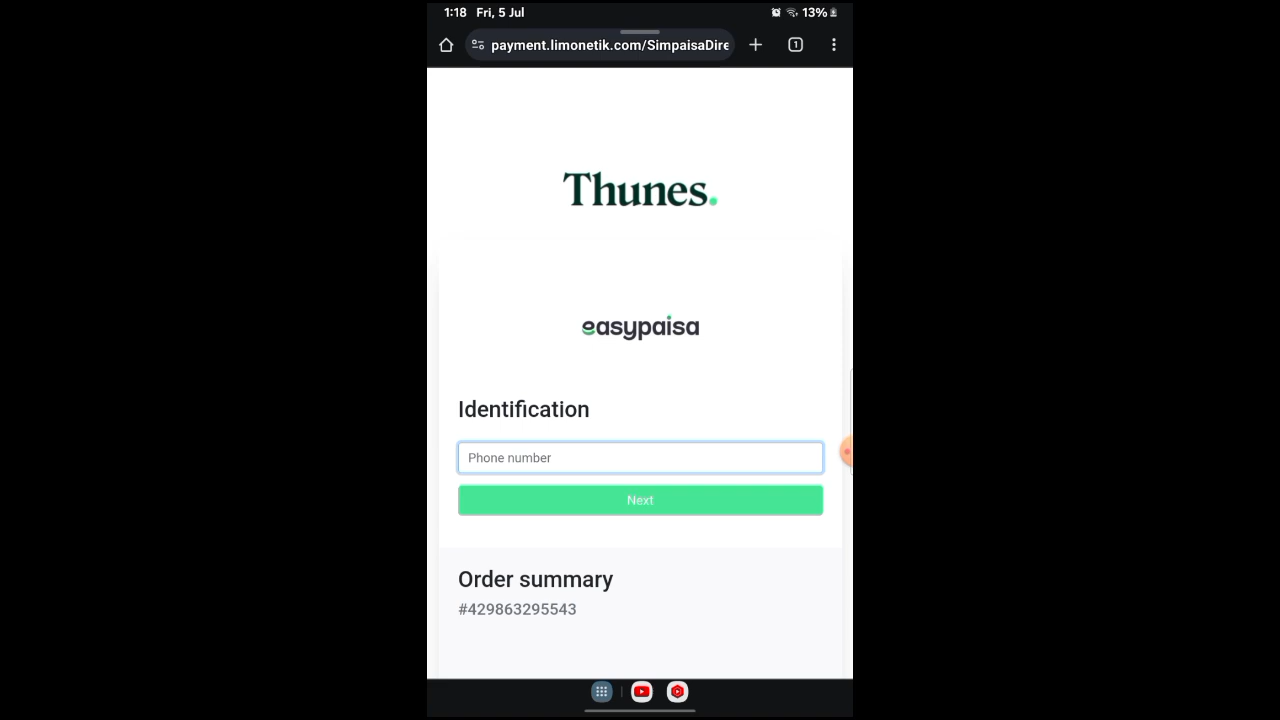 1:18 Fri, 5 Jul 13%
payment.limonetik.com/SimpaisaDire 1
Thunes.
easypaisa
Identification
Phone number
Next
Order summary
#429863295543